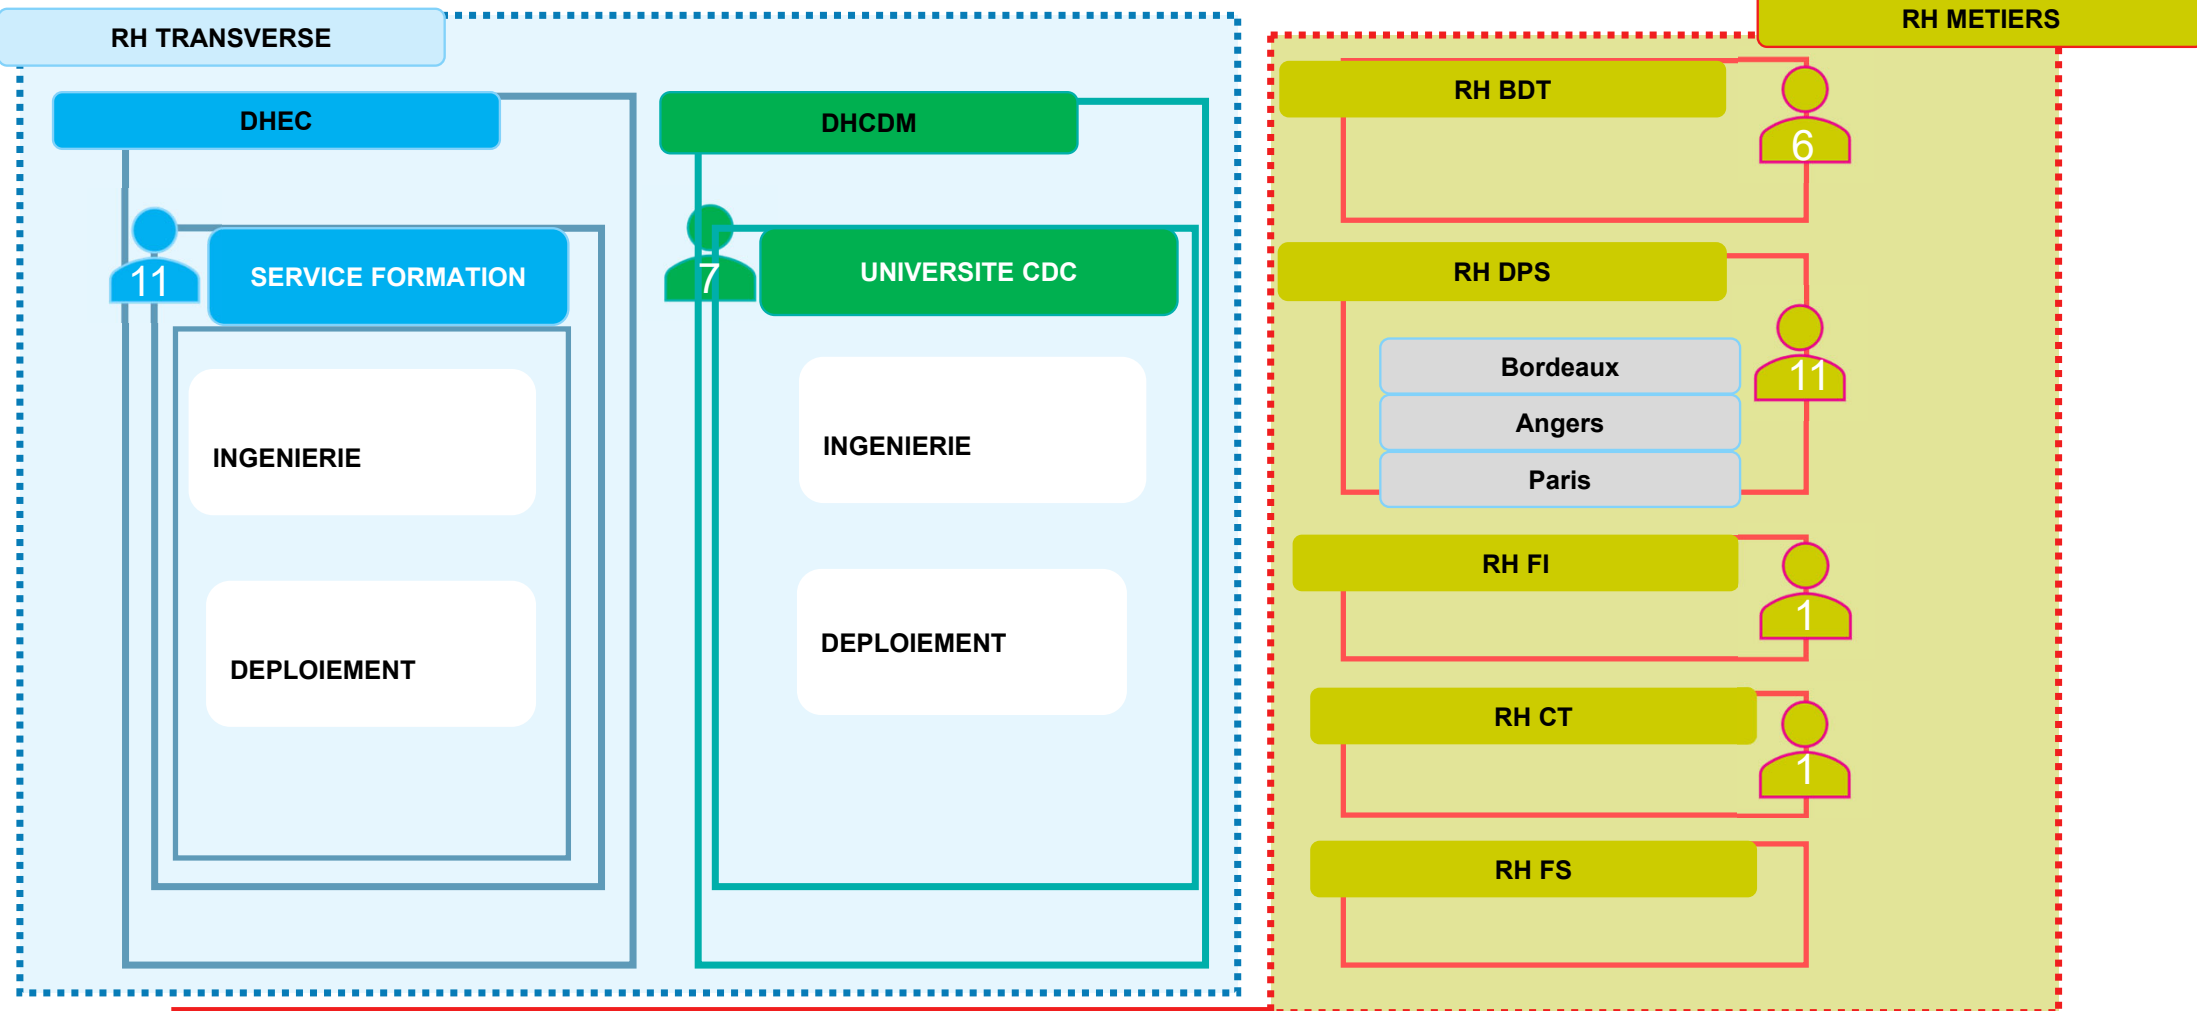 RH TRANSVERSE
DHEC
11
SERVICE FORMATION
INGENIERIE
DEPLOIEMENT
DHCDM
7
UNIVERSITE CDC
INGENIERIE
DEPLOIEMENT
RH METIERS
RH BDT
6
RH DPS
11
Bordeaux
Angers
Paris
RH FI
1
RH CT
1
RH FS